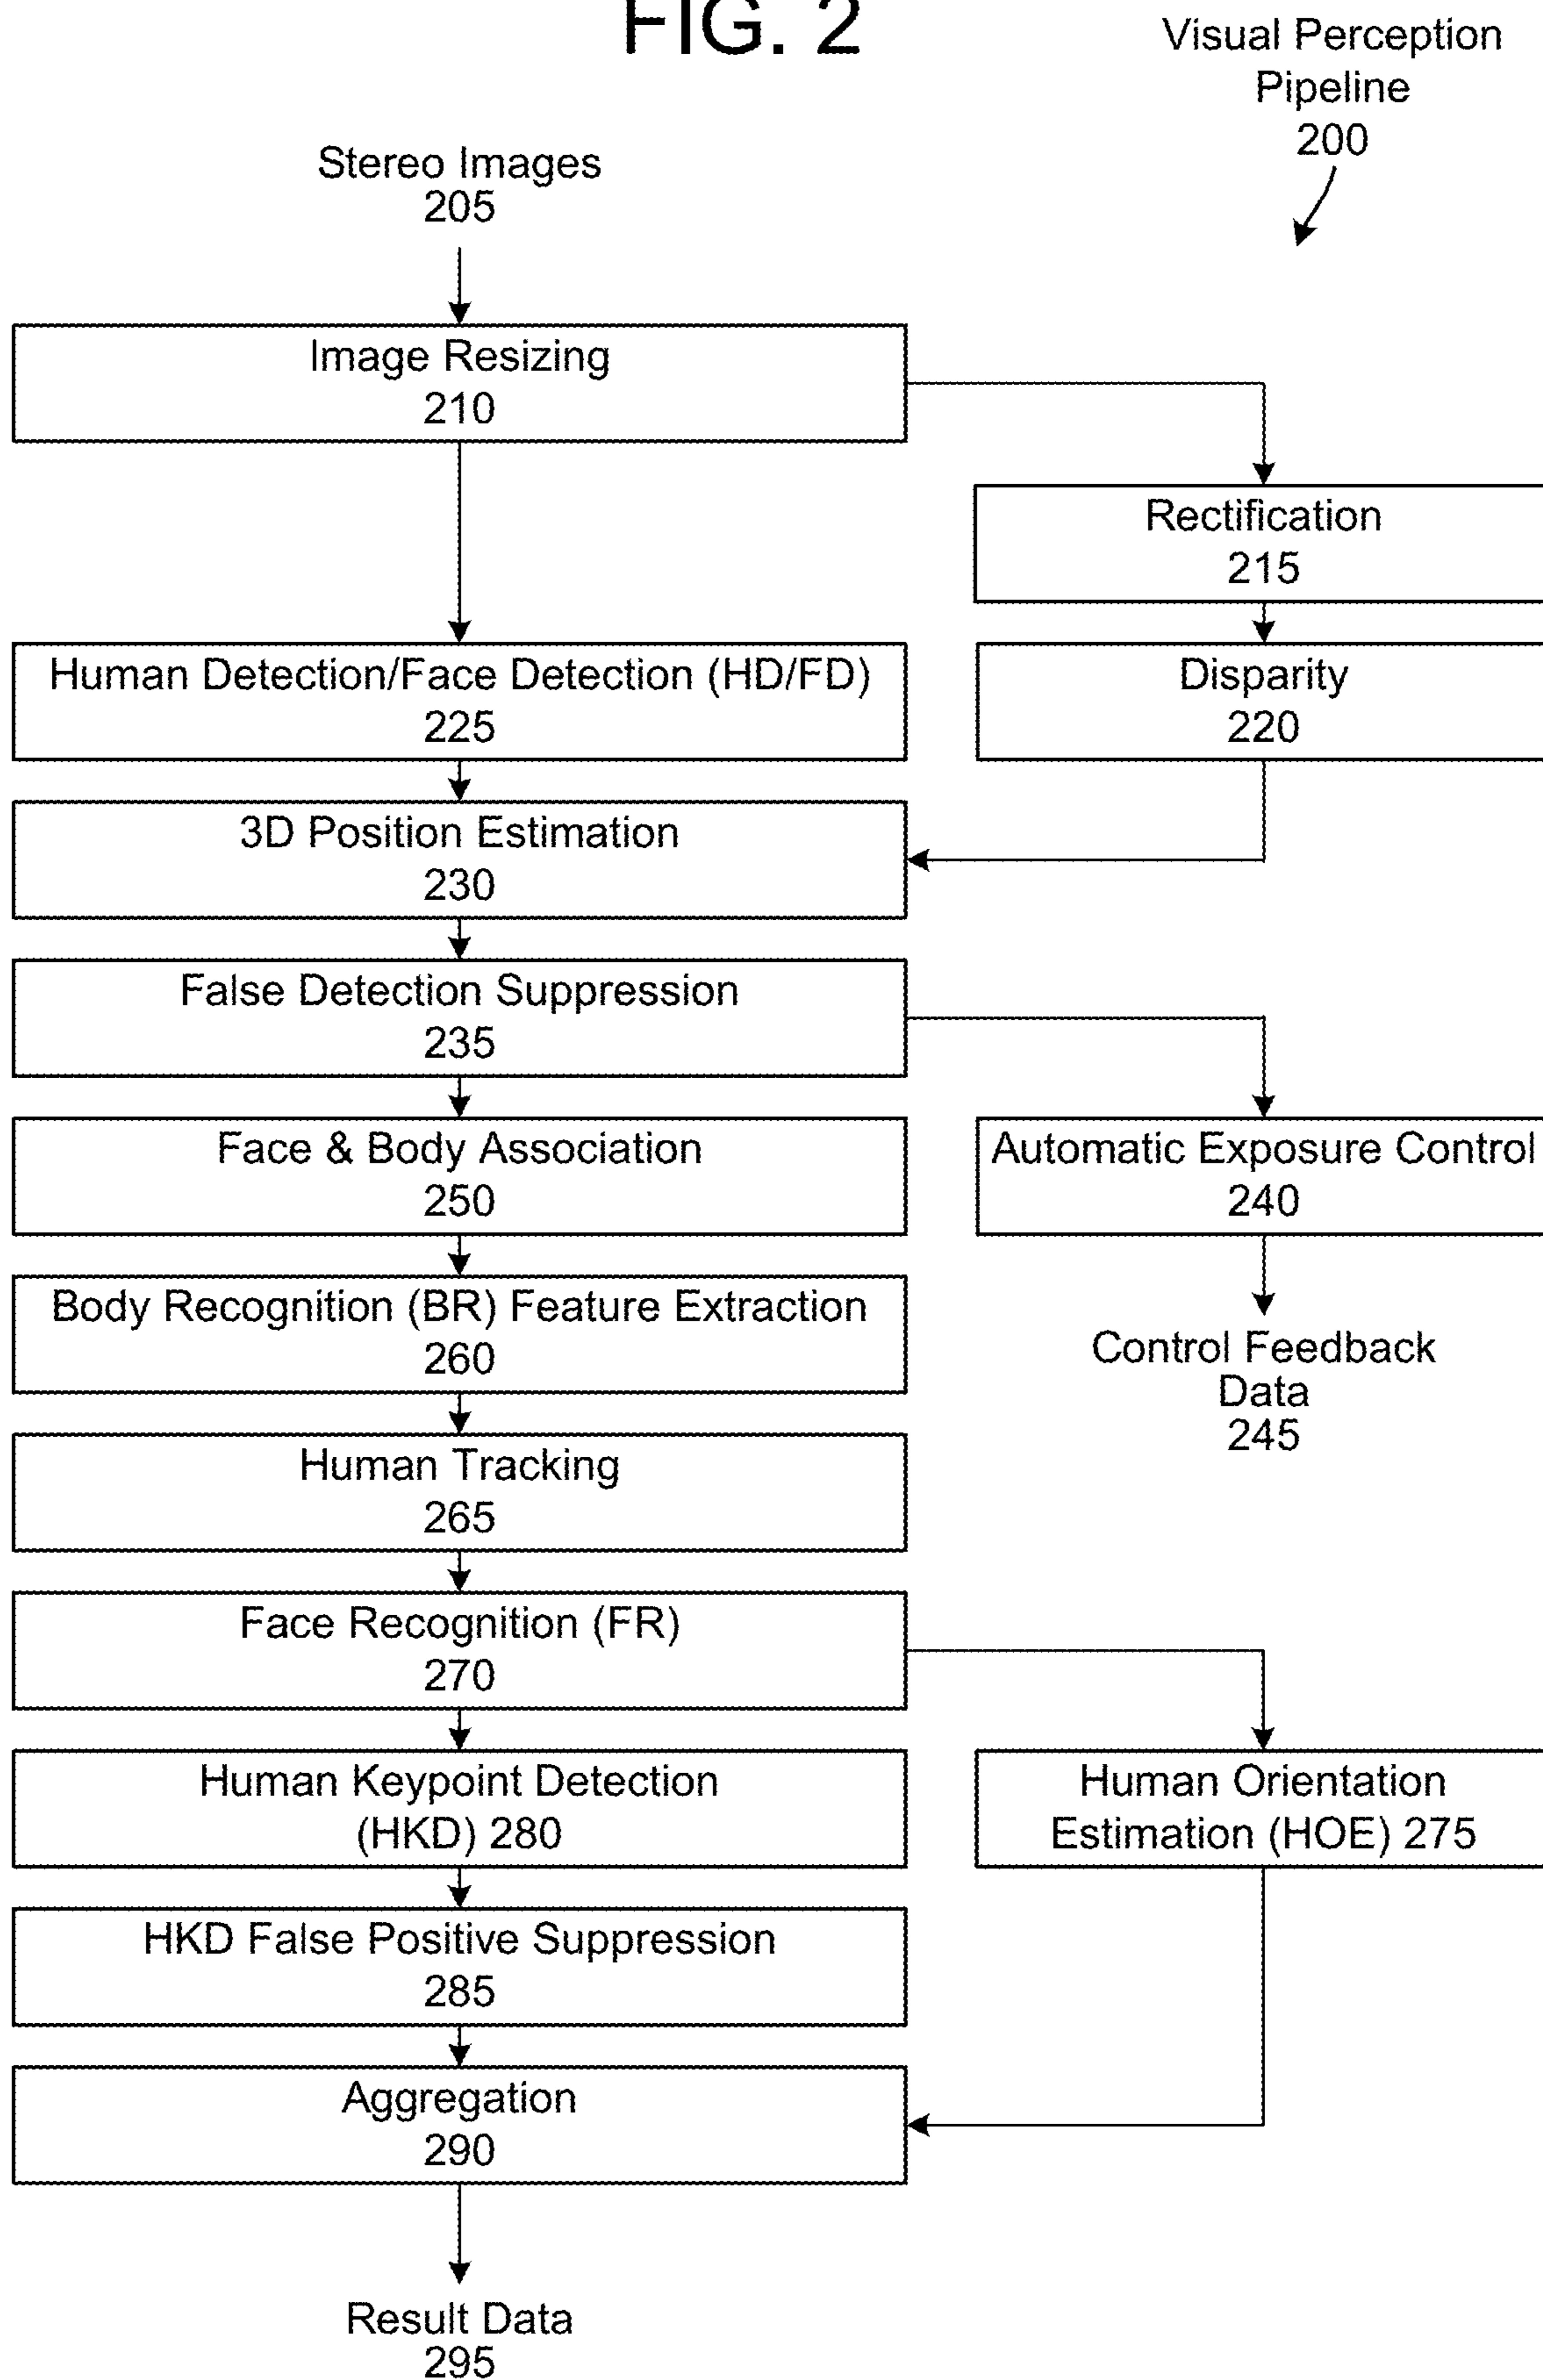 FIG. 2
Visual Perception
Pipeline
200
Stereo Images
205
Image Resizing
210
Rectification
215
Human Detection/Face Detection (HD/FD)
225
Disparity
220
3D Position Estimation
230
False Detection Suppression
235
Face & Body Association
250
Automatic Exposure Control
240
Body Recognition (BR) Feature Extraction
260
Control Feedback
Data
245
Human Tracking
265
Face Recognition (FR)
270
Human Keypoint Detection
(HKD) 280
Human Orientation
Estimation (HOE) 275
HKD False Positive Suppression
285
Aggregation
290
Result Data
295